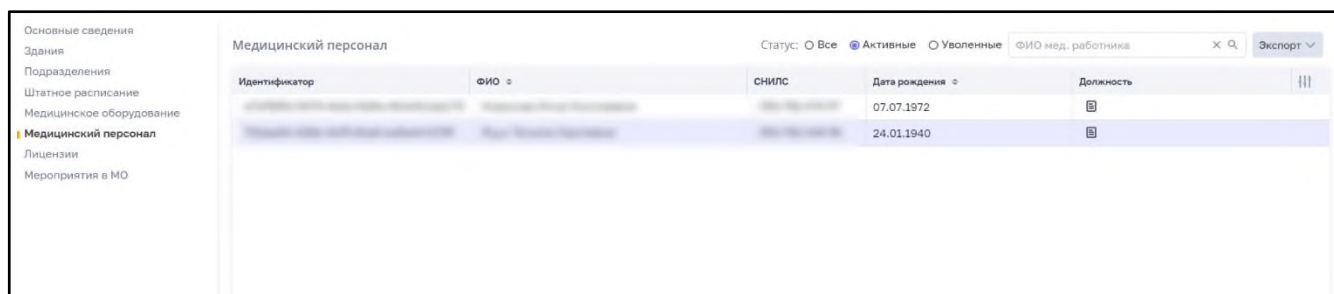 Основные сведения
Здания
Подразделения
Штатное расписание
Медицинское оборудование
Медицинский персонал
Лицензии
Мероприятия в МО
Медицинский персонал
Статус: Все Активные Уволенные ФИО мед. работника Экспорт
Идентификатор ФИО СНИЛС Дата рождения Должность
07.07.1972
24.01.1940